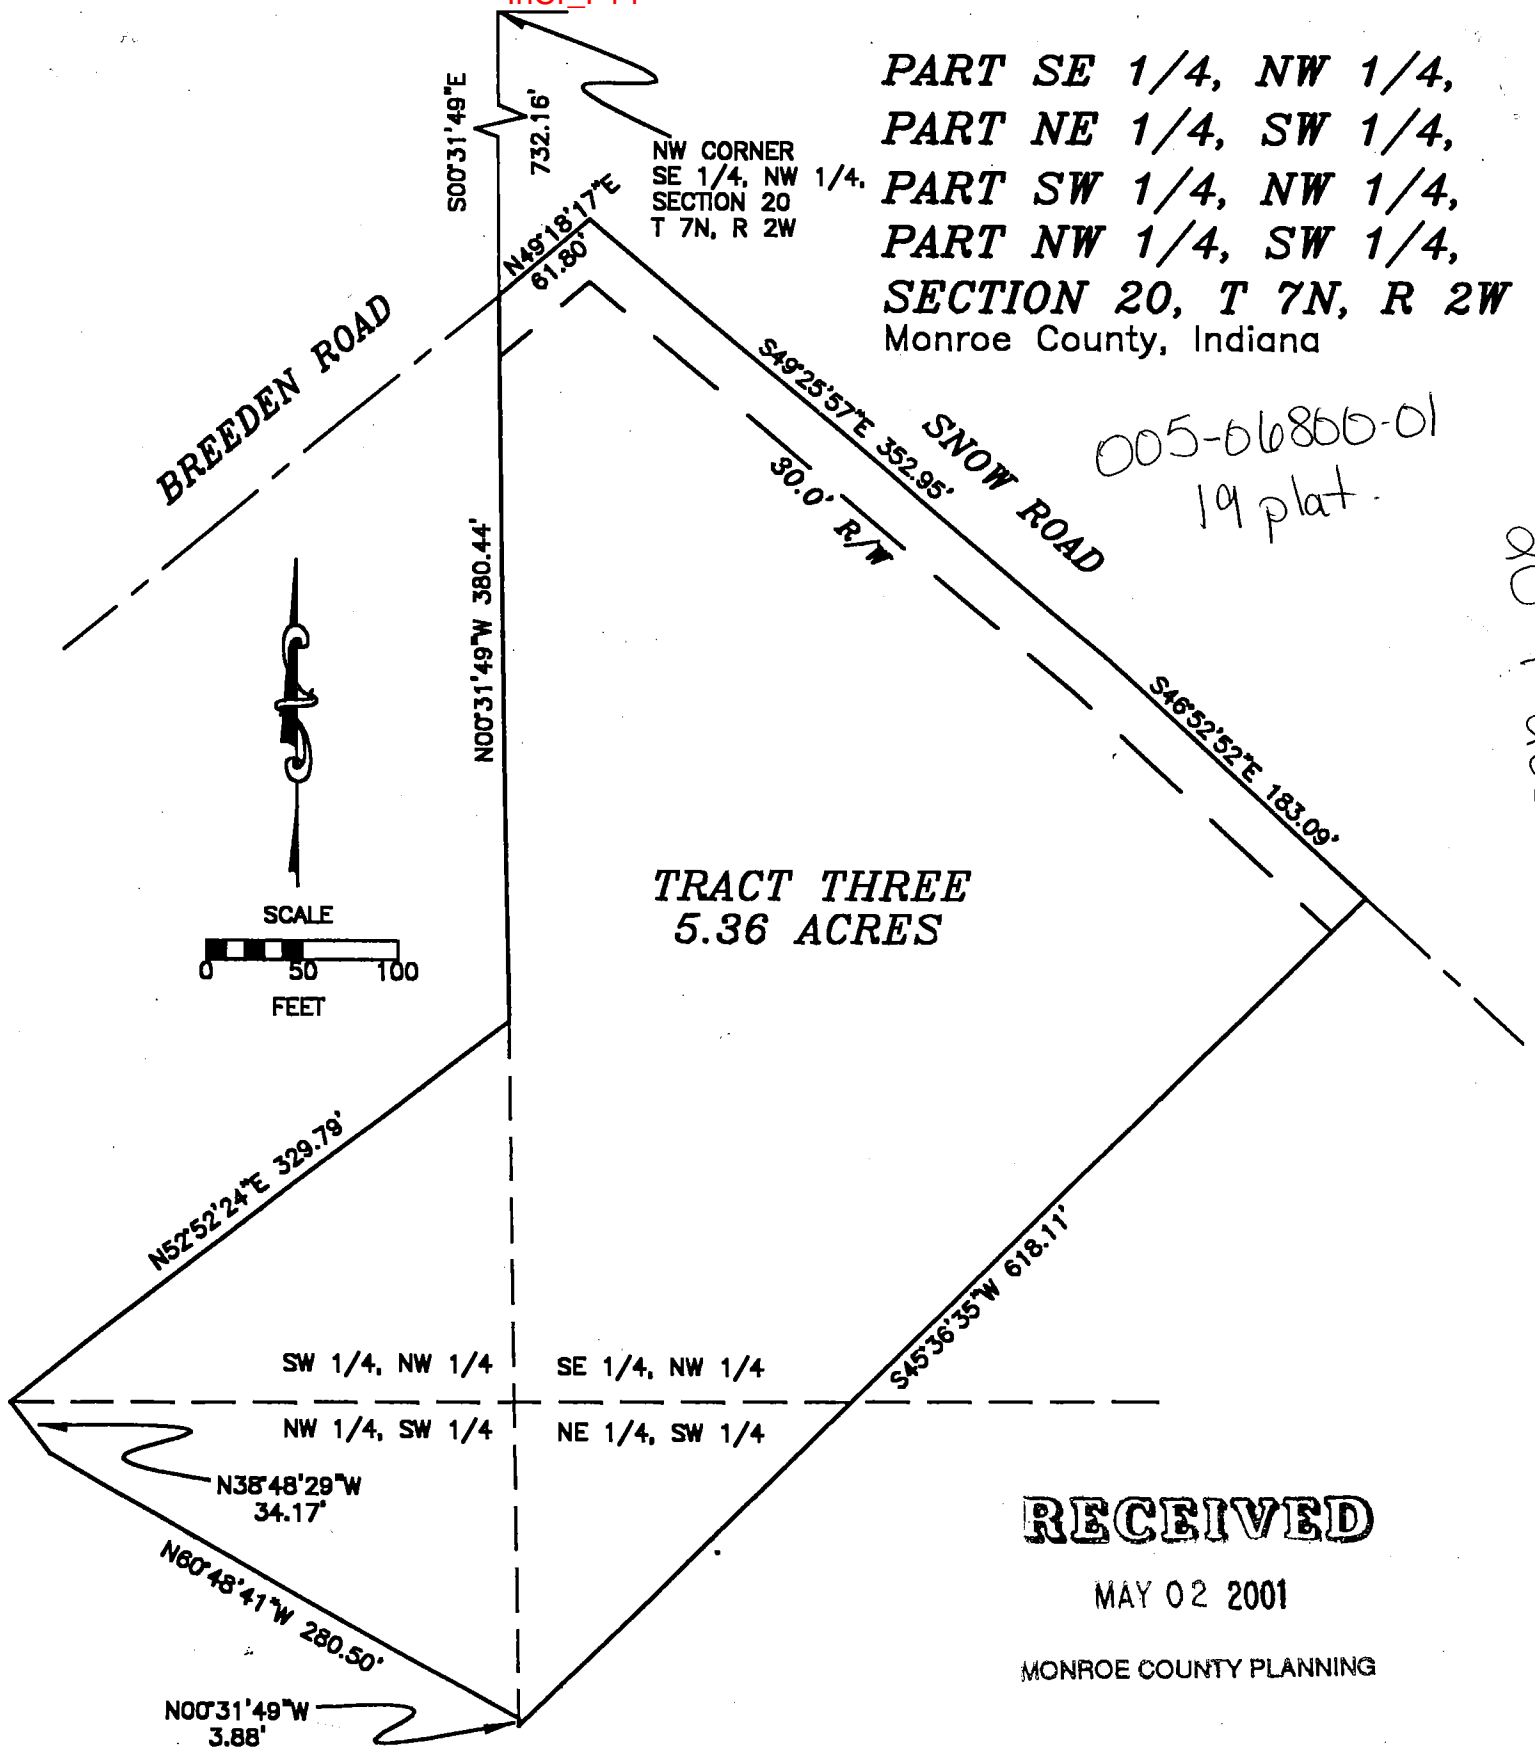 PART SE 1/4, NW 1/4,
PART NE 1/4, SW 1/4,
PART SW 1/4, NW 1/4,
PART NW 1/4, SW 1/4,
SECTION 20, T 7N, R 2W
Monroe County, Indiana
S00°31'49"E
732.16'
NW CORNER
SE 1/4, NW 1/4,
SECTION 20
T 7N, R 2W
N49°18'17"E
61.80'
BREEDEN ROAD
S49°25'57"E 352.95'
SNOW ROAD
30.0' R/W
005-06800-01
19 plat.
N00°31'49"W 380.44'
S46°52'52"E 183.09'
TRACT THREE
5.36 ACRES
SCALE
0 50 100
FEET
N52°52'24"E 329.79'
S45°36'35"W 618.11'
SW 1/4, NW 1/4
SE 1/4, NW 1/4
NW 1/4, SW 1/4
NE 1/4, SW 1/4
N38°48'29"W
34.17'
N60°48'41"W 280.50'
N00°31'49"W
3.88'
RECEIVED
MAY 02 2001
MONROE COUNTY PLANNING